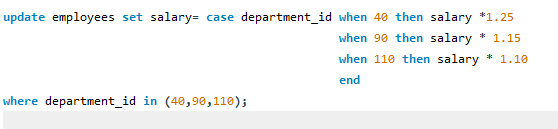 update employees set salary= case department_id when 40 then salary *1.25
when 90 then salary * 1.15
when 110 then salary * 1.10
end
where department_id in (40,90,110);